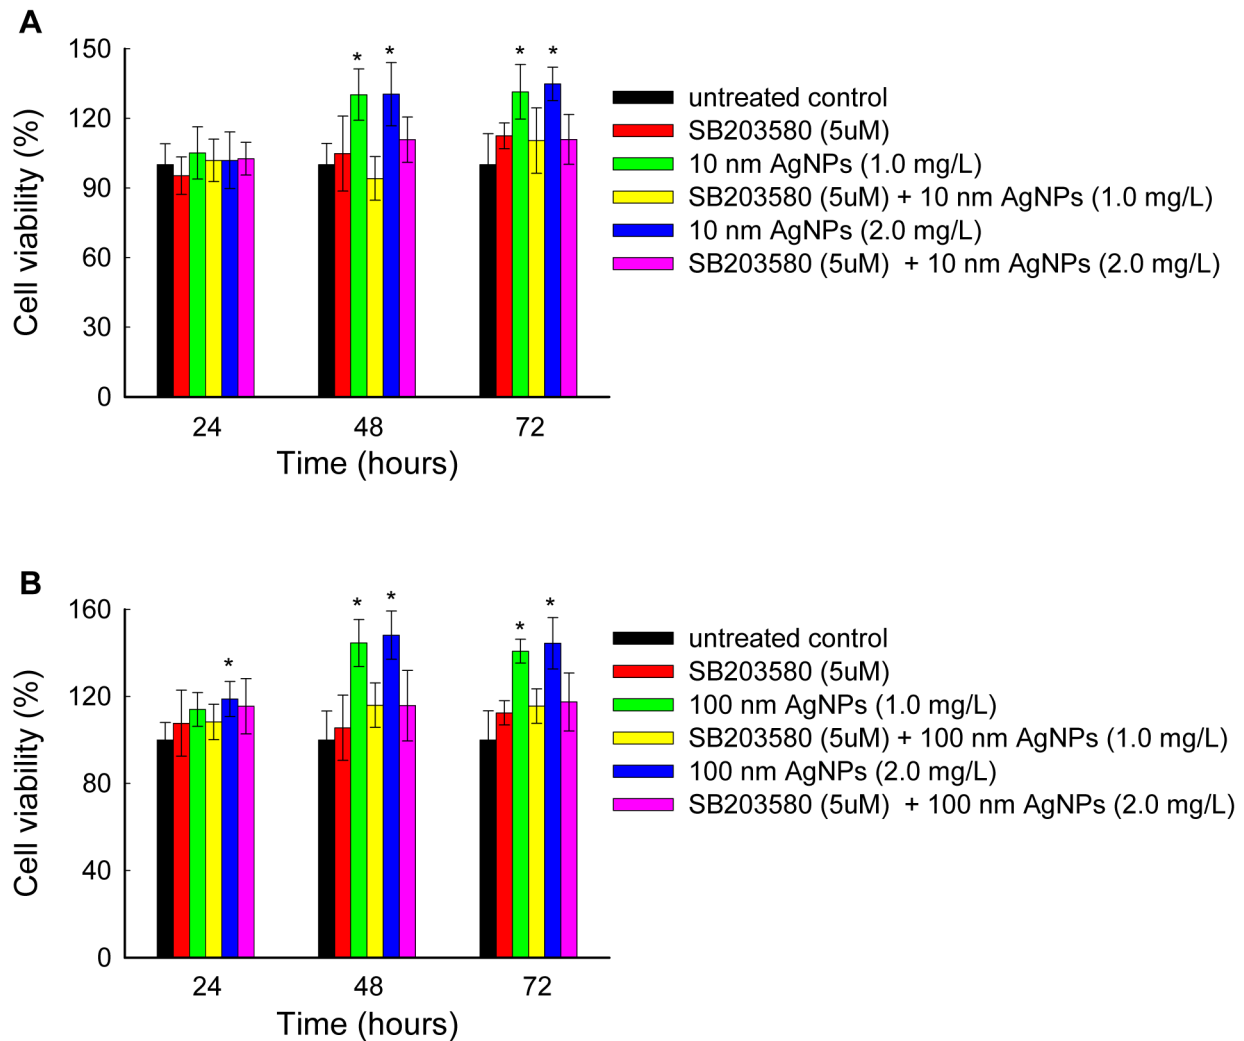 A
150
120
90
60
30
0
Cell viability (%)
* * * *
24 48 72
Time (hours)
untreated control
SB203580 (5uM)
10 nm AgNPs (1.0 mg/L)
SB203580 (5uM) + 10 nm AgNPs (1.0 mg/L)
10 nm AgNPs (2.0 mg/L)
SB203580 (5uM)  + 10 nm AgNPs (2.0 mg/L)
B
160
120
80
40
0
Cell viability (%)
* * * * *
24 48 72
Time (hours)
untreated control
SB203580 (5uM)
100 nm AgNPs (1.0 mg/L)
SB203580 (5uM) + 100 nm AgNPs (1.0 mg/L)
100 nm AgNPs (2.0 mg/L)
SB203580 (5uM)  + 100 nm AgNPs (2.0 mg/L)